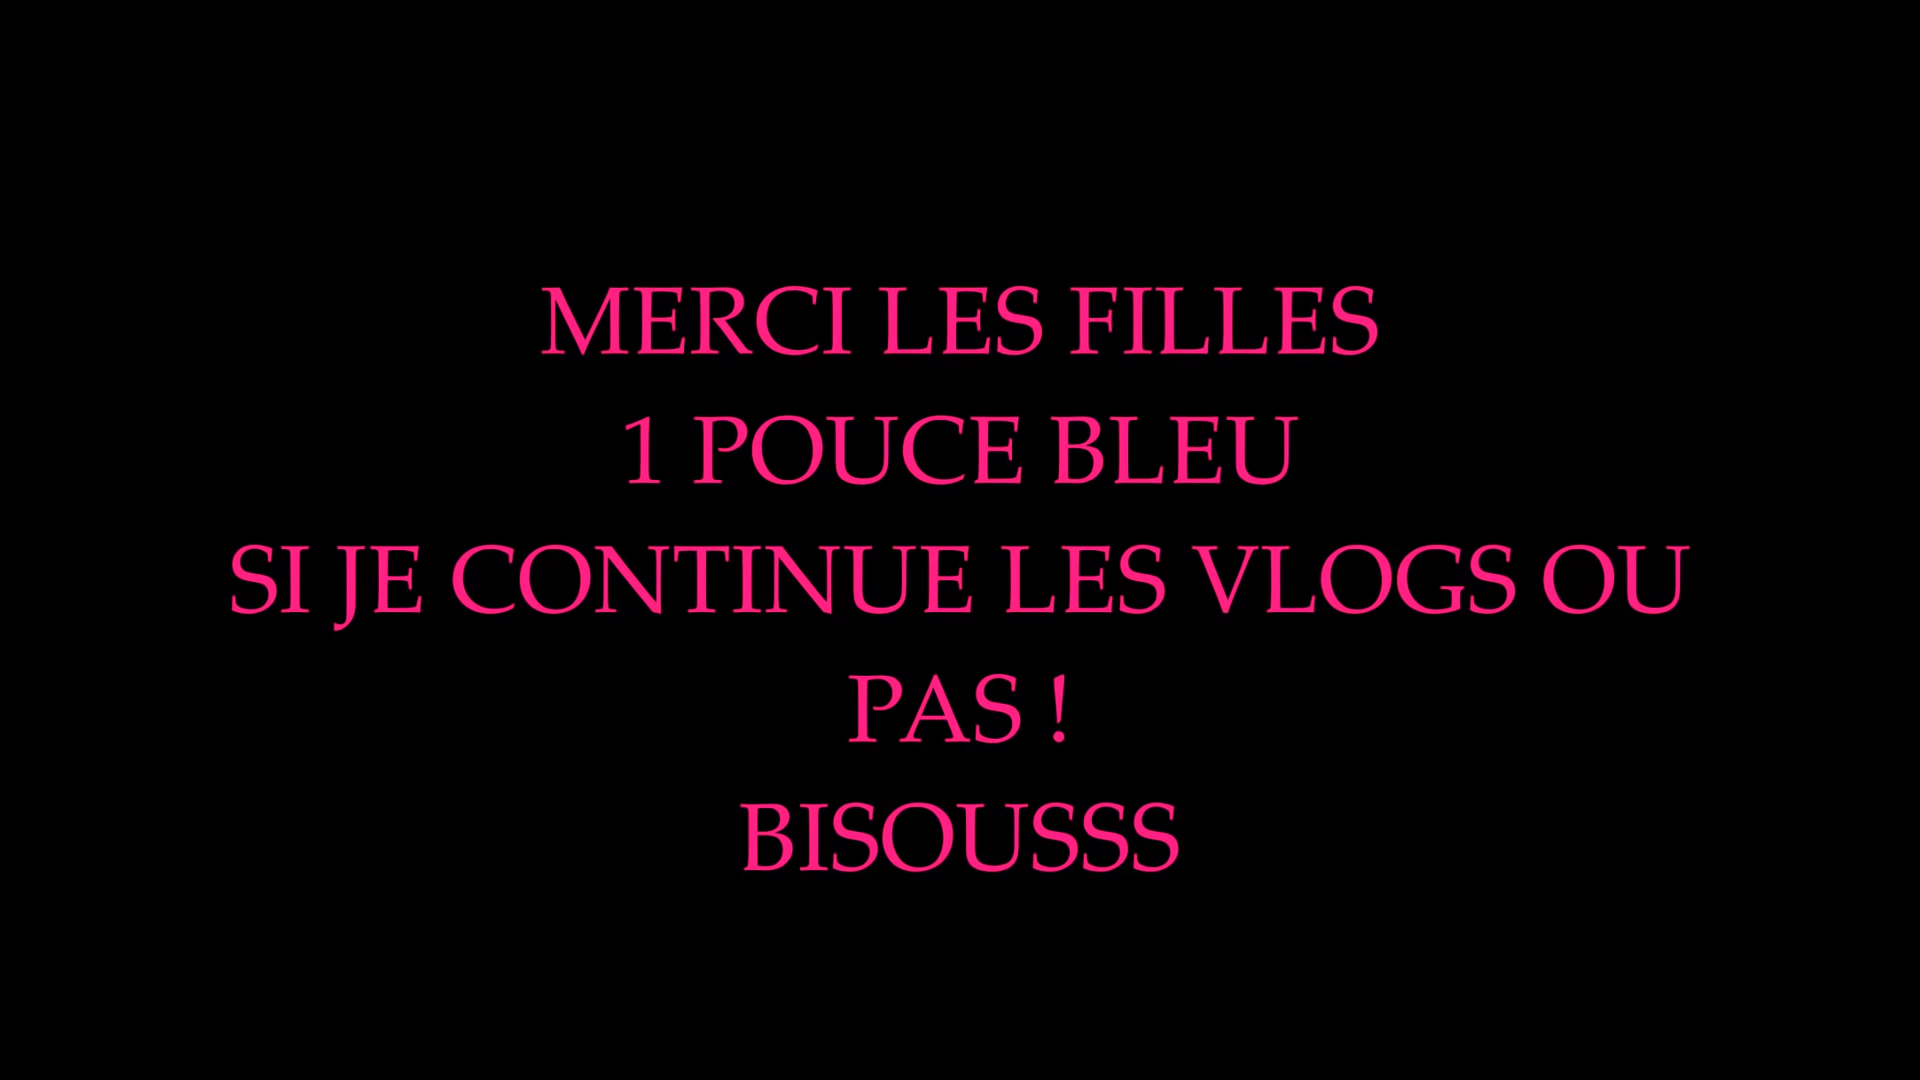 MERCI LES FILLES
1 POUCE BLEU
SI JE CONTINUE LES VLOGS OU
PAS !
BISOUSSS